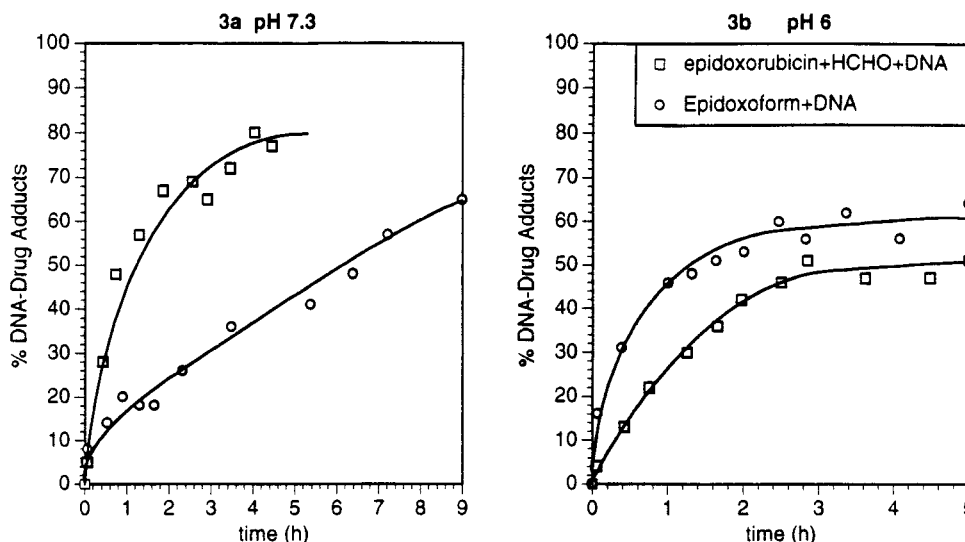 3a pH 7.3
% DNA-Drug Adducts
100
90
80
70
60
50
40
30
20
10
0
0 1 2 3 4 5 6 7 8 9
time (h)
3b pH 6
epidoxorubicin+HCHO+DNA
Epidoxoform+DNA
% DNA-Drug Adducts
100
90
80
70
60
50
40
30
20
10
0
0 1 2 3 4 5
time (h)